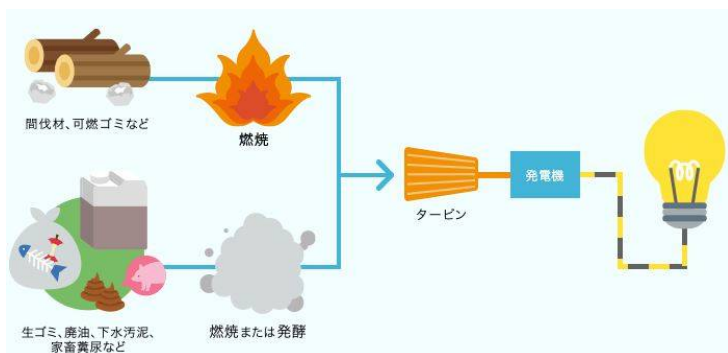 間伐材、可燃ゴミなど
燃焼
生ゴミ、廃油、下水汚泥、
家畜糞尿など
燃焼または発酵
タービン
発電機